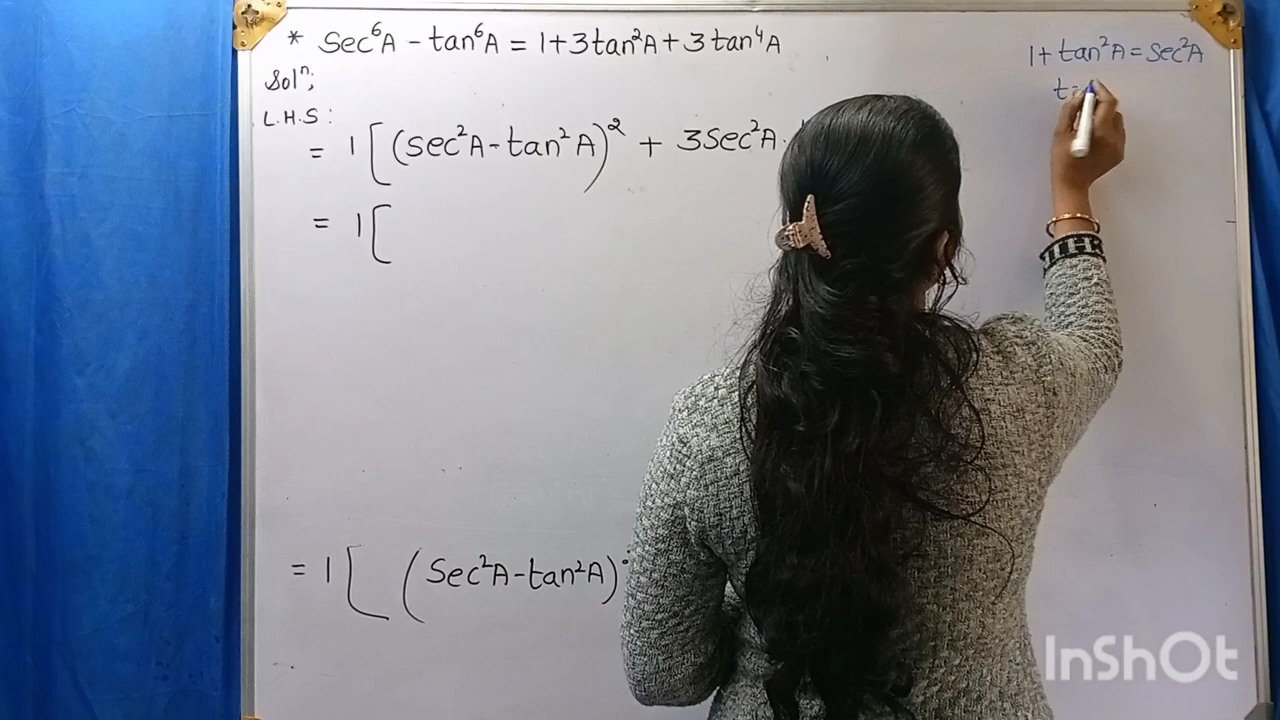 * Sec⁶A - tan⁶A = 1+3tan²A+3tan⁴A
1+ tan²A = Sec²A
Solⁿ;
L.H.S :
= 1 [(Sec²A-tan²A)² + 3Sec²A.
= 1 [
= 1 [ (Sec²A-tan²A)
InShOt